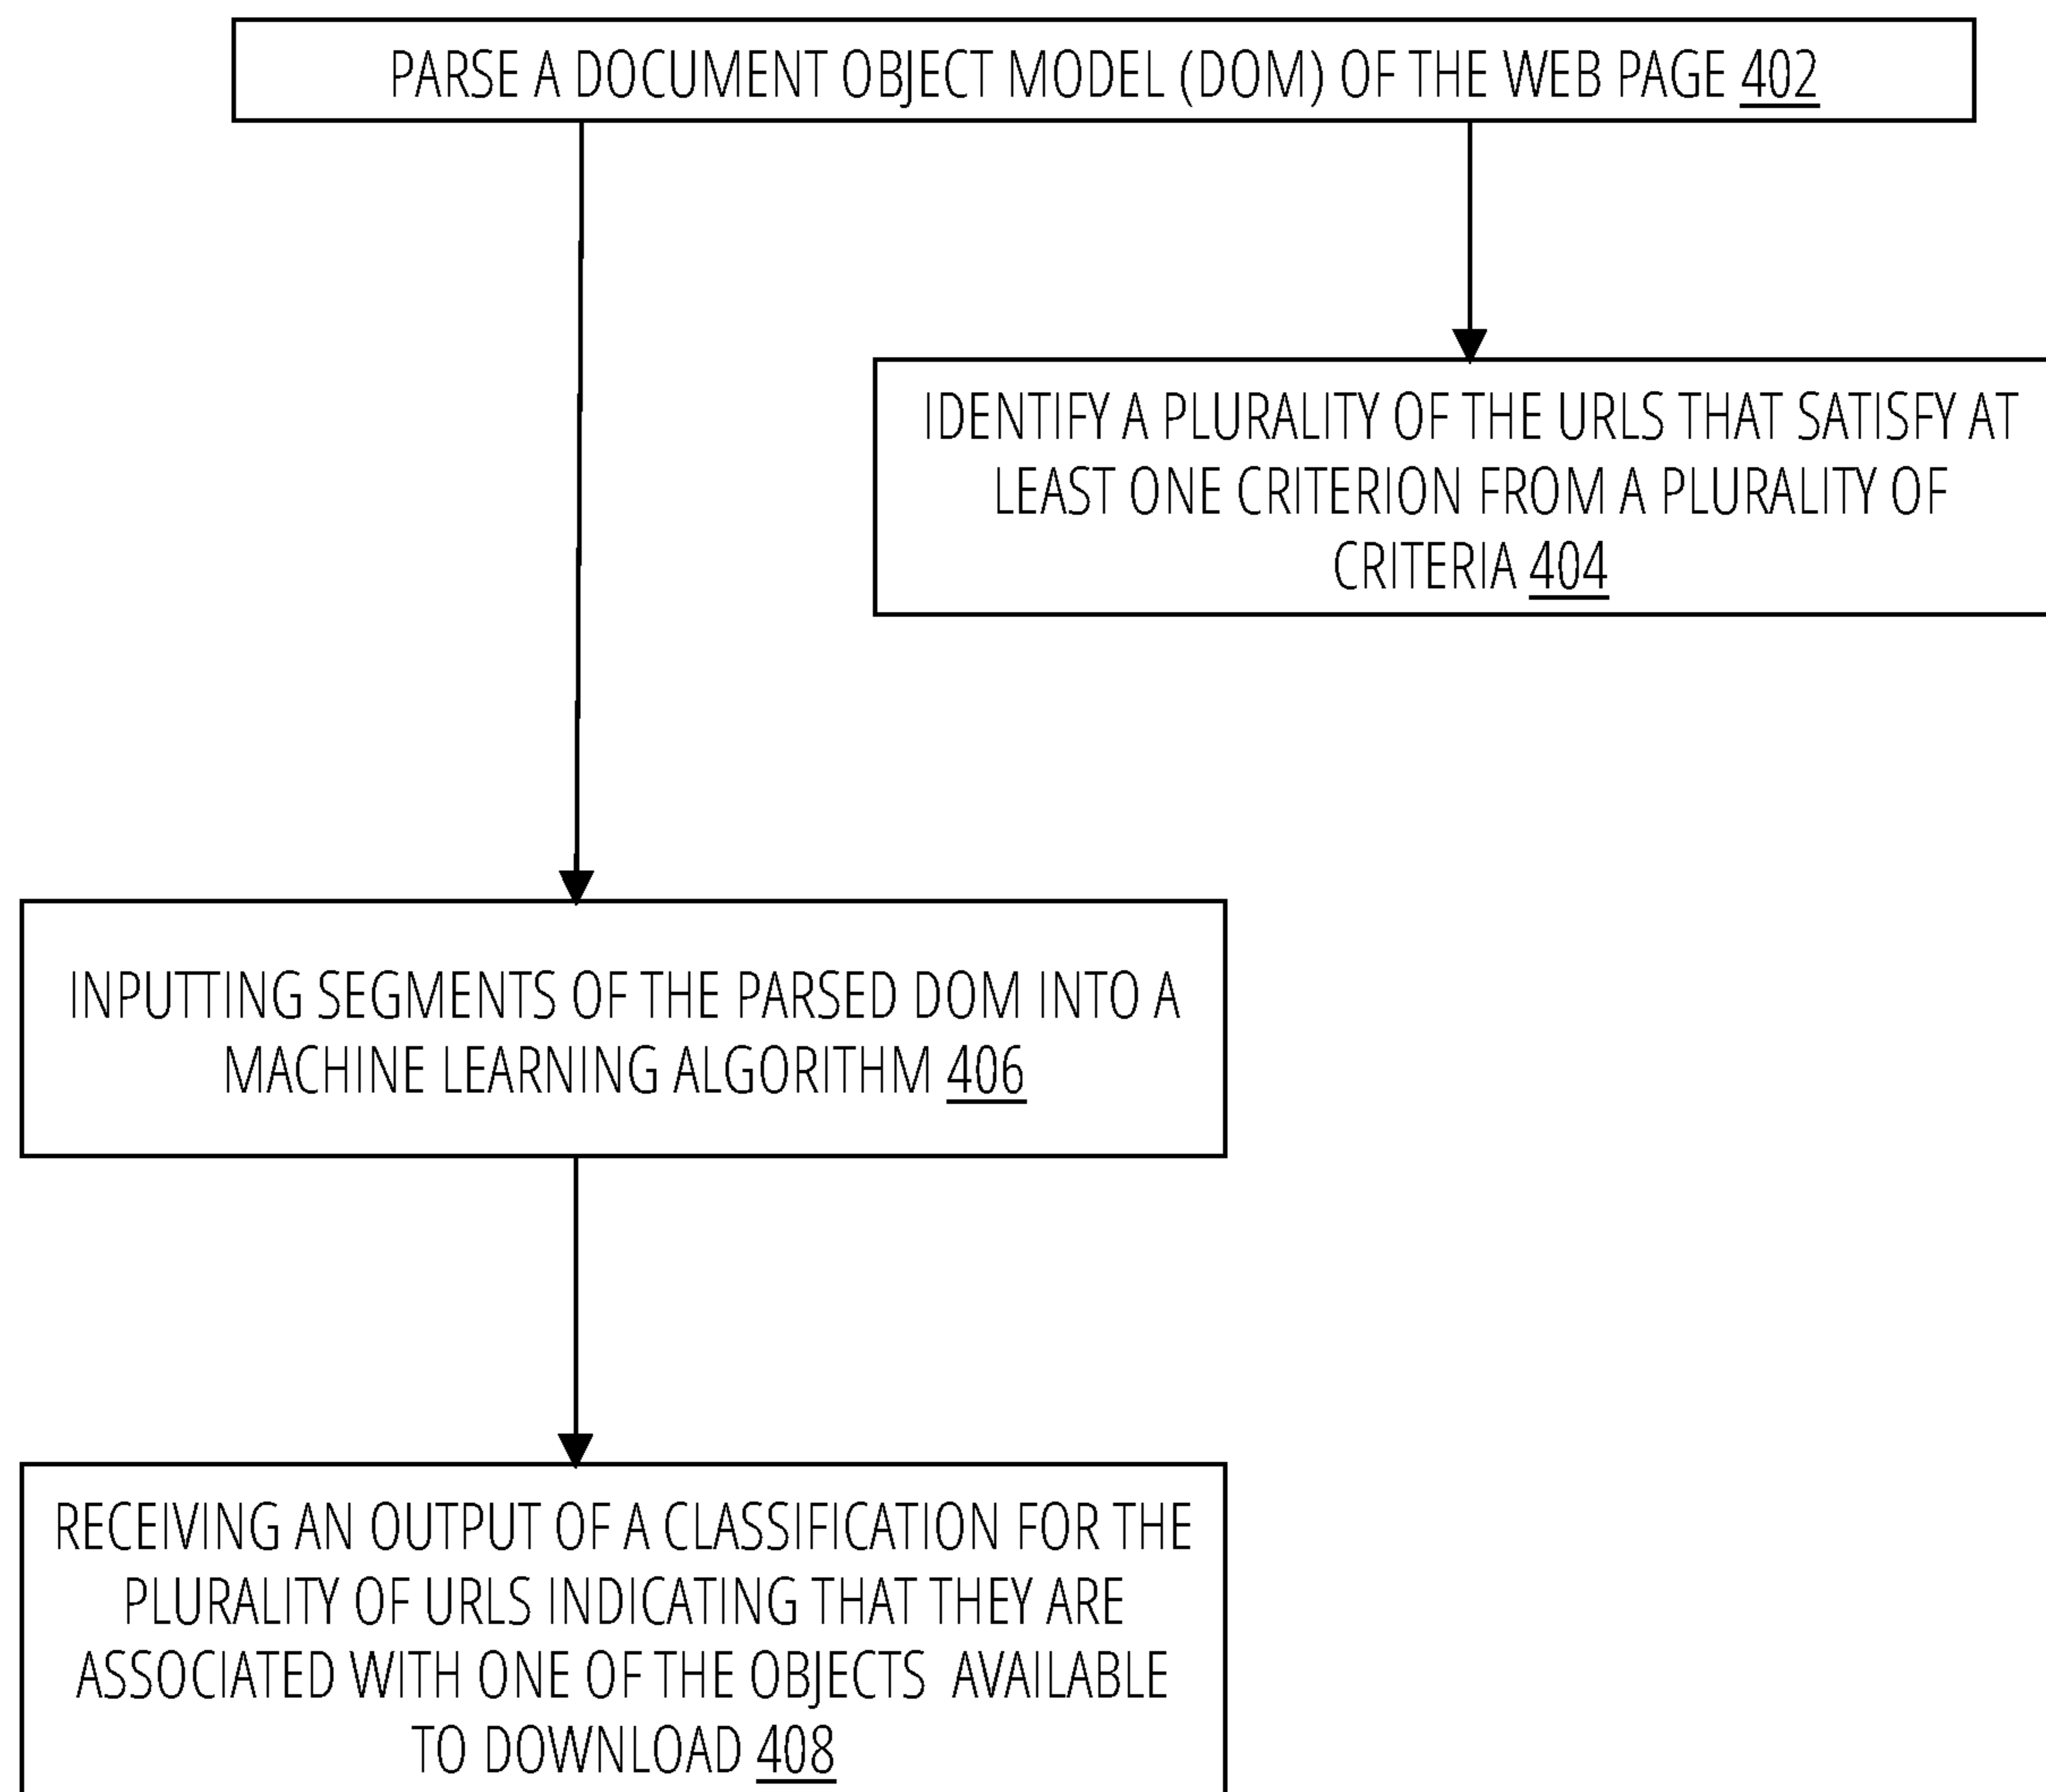 PARSE A DOCUMENT OBJECT MODEL (DOM) OF THE WEB PAGE 402
IDENTIFY A PLURALITY OF THE URLS THAT SATISFY AT
LEAST ONE CRITERION FROM A PLURALITY OF
CRITERIA 404
INPUTTING SEGMENTS OF THE PARSED DOM INTO A
MACHINE LEARNING ALGORITHM 406
RECEIVING AN OUTPUT OF A CLASSIFICATION FOR THE
PLURALITY OF URLS INDICATING THAT THEY ARE
ASSOCIATED WITH ONE OF THE OBJECTS AVAILABLE
TO DOWNLOAD 408